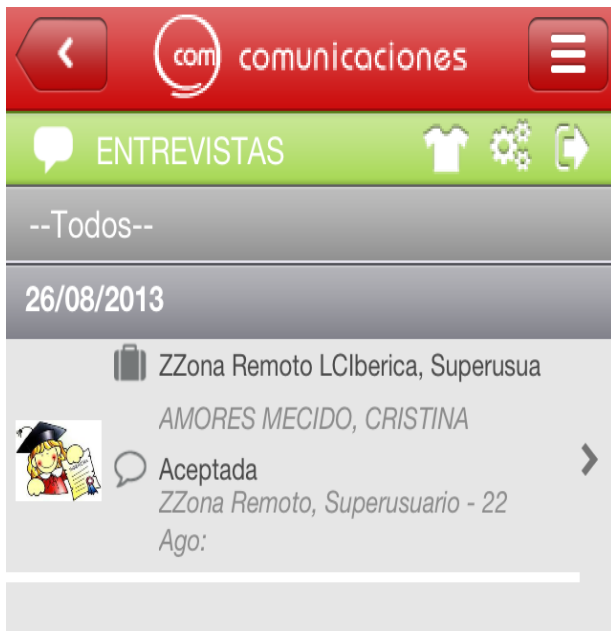 com comunicaciones
ENTREVISTAS
--Todos--
26/08/2013
ZZona Remoto LCIberica, Superusua
AMORES MECIDO, CRISTINA
Aceptada
ZZona Remoto, Superusuario - 22
Ago: